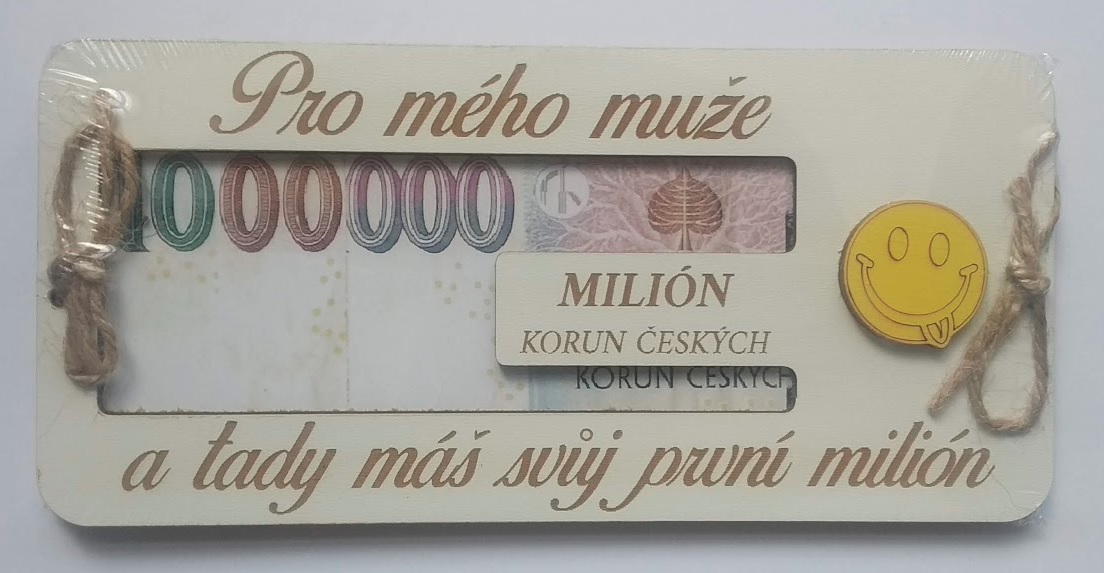 Pro mého muže
1000000
MILIÓN
KORUN ČESKÝCH
KORUN ČESKÝCH
a tady máš svůj první milión